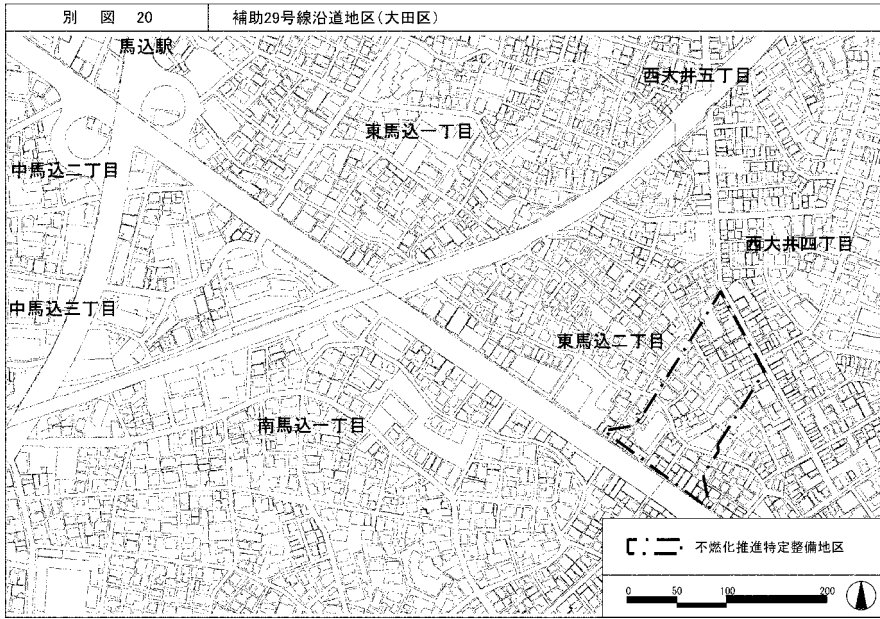 別図 20
補助29号線沿道地区(大田区)
馬込駅
西大井五丁目
東馬込一丁目
中馬込二丁目
西大井四丁目
中馬込三丁目
東馬込二丁目
南馬込一丁目
不燃化推進特定整備地区
0 50 100 200